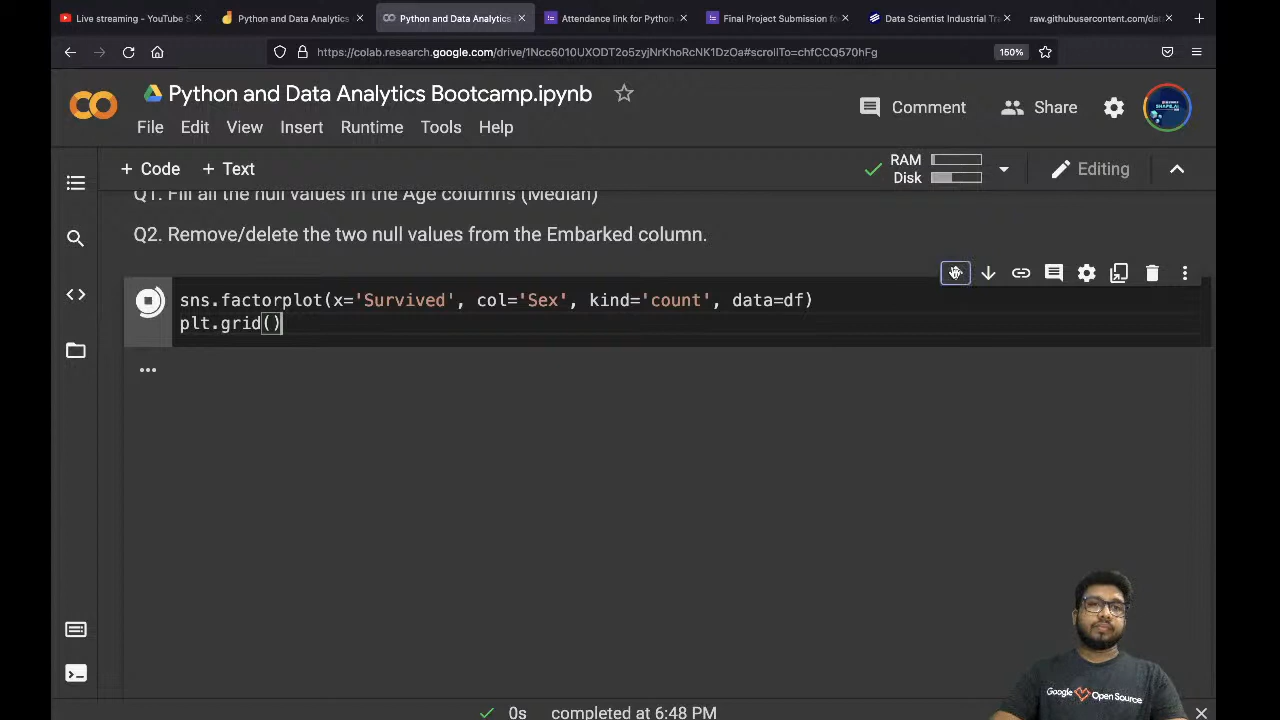 Live streaming - YouTube S
Python and Data Analytics
Python and Data Analytics
Attendance link for Python
Final Project Submission fo
Data Scientist Industrial Tre
raw.githubusercontent.com/dat
https://colab.research.google.com/drive/1Ncc6010UXODT2o5zyjNrKhoRcNK1DzOa#scrollTo=chfCCQ570hFg
150%
Python and Data Analytics Bootcamp.ipynb
Comment
Share
File Edit View Insert Runtime Tools Help
+ Code + Text
RAM
Disk
Editing
Q1. Fill all the null values in the Age columns (Median)
Q2. Remove/delete the two null values from the Embarked column.
sns.factorplot(x='Survived', col='Sex', kind='count', data=df)
plt.grid()
Google Open Source
0s completed at 6:48 PM